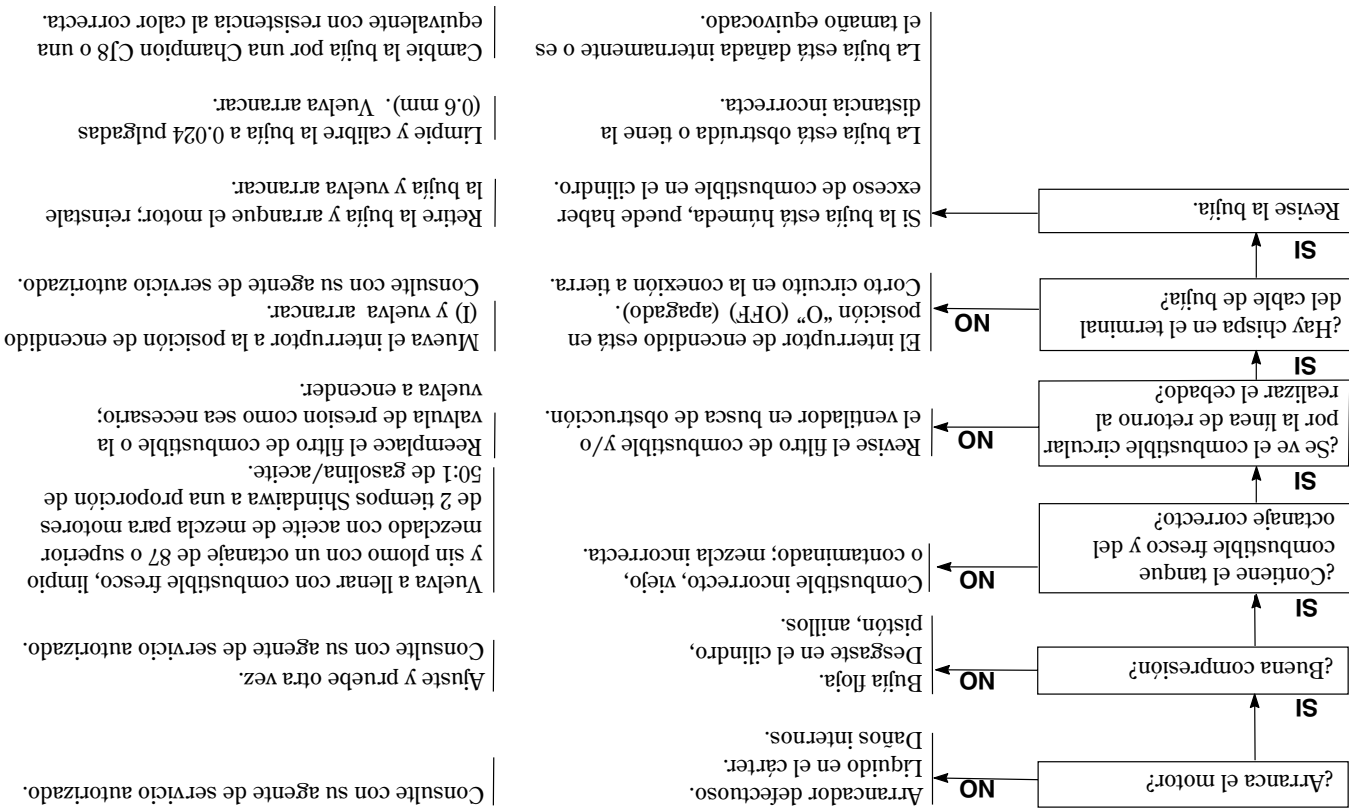 ¿Arranca el motor?
NO
Arrancador defectuoso.
Líquido en el cárter.
Daños internos.
Consulte con su agente de servicio autorizado.
SI
¿Buena compresión?
NO
Bujía floja.
Desgaste en el cilindro,
pistón, anillos.
Ajuste y pruebe otra vez.
Consulte con su agente de servicio autorizado.
SI
¿Contiene el tanque
combustible fresco y del
octanaje correcto?
NO
Combustible incorrecto, viejo,
o contaminado; mezcla incorrecta.
Vuelva a llenar con combustible fresco, limpio
y sin plomo con un octanaje de 87 o superior
mezclado con aceite de mezcla para motores
de 2 tiempos Shindaiwa a una proporción de
50:1 de gasolina/aceite.
SI
¿Se ve el combustible circular
por la línea de retorno al
realizar el cebado?
NO
Revise el filtro de combustible y/o
el ventilador en busca de obstrucción.
Reemplace el filtro de combustible o la
valvula de presion como sea necesario;
vuelva a encender.
SI
¿Hay chispa en el terminal
del cable de bujía?
NO
El interruptor de encendido está en
posición “O” (OFF) (apagado).
Corto circuito en la conexión a tierra.
Mueva el interruptor a la posición de encendido
(I) y vuelva arrancar.
Consulte con su agente de servicio autorizado.
SI
Revise la bujía.
Si la bujía está húmeda, puede haber
exceso de combustible en el cilindro.
Retire la bujía y arranque el motor; reinstale
la bujía y vuelva arrancar.
La bujía está obstruída o tiene la
distancia incorrecta.
Limpie y calibre la bujía a 0.024 pulgadas
(0.6 mm). Vuelva arrancar.
La bujía está dañada internamente o es
el tamaño equivocado.
Cambie la bujía por una Champion CJ8 o una
equivalente con resistencia al calor correcta.